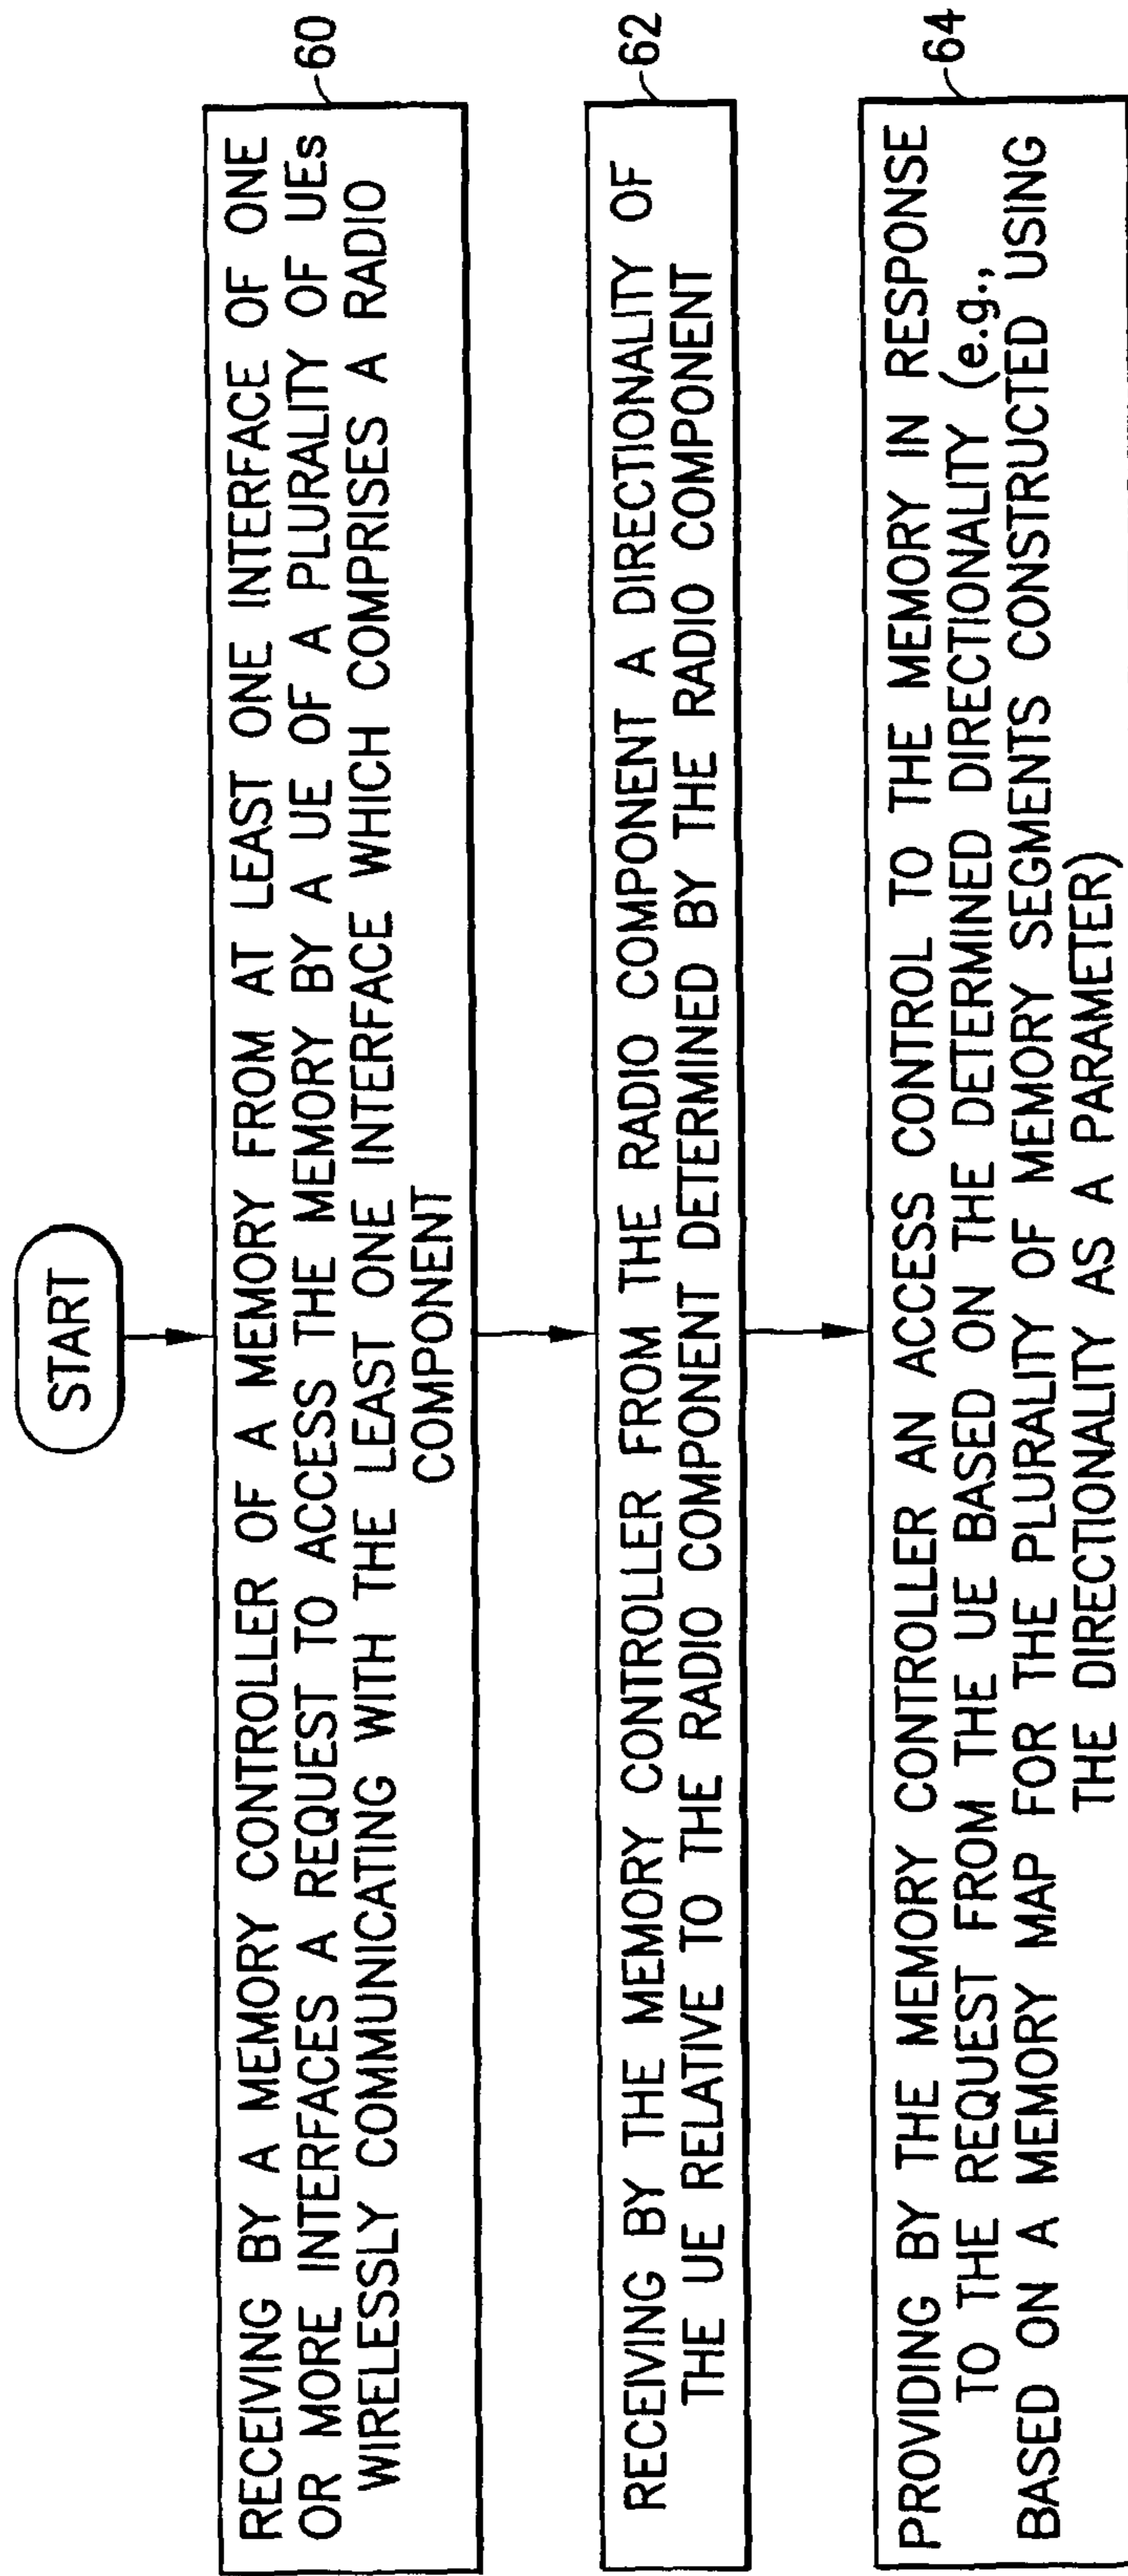 START
RECEIVING BY A MEMORY CONTROLLER OF A MEMORY FROM AT LEAST ONE INTERFACE OF ONE
OR MORE INTERFACES A REQUEST TO ACCESS THE MEMORY BY A UE OF A PLURALITY OF UEs
WIRELESSLY COMMUNICATING WITH THE LEAST ONE INTERFACE WHICH COMPRISES A RADIO
COMPONENT
60
RECEIVING BY THE MEMORY CONTROLLER FROM THE RADIO COMPONENT A DIRECTIONALITY OF
THE UE RELATIVE TO THE RADIO COMPONENT DETERMINED BY THE RADIO COMPONENT
62
PROVIDING BY THE MEMORY CONTROLLER AN ACCESS CONTROL TO THE MEMORY IN RESPONSE
TO THE REQUEST FROM THE UE BASED ON THE DETERMINED DIRECTIONALITY (e.g.,
BASED ON A MEMORY MAP FOR THE PLURALITY OF MEMORY SEGMENTS CONSTRUCTED USING
THE DIRECTIONALITY AS A PARAMETER)
64